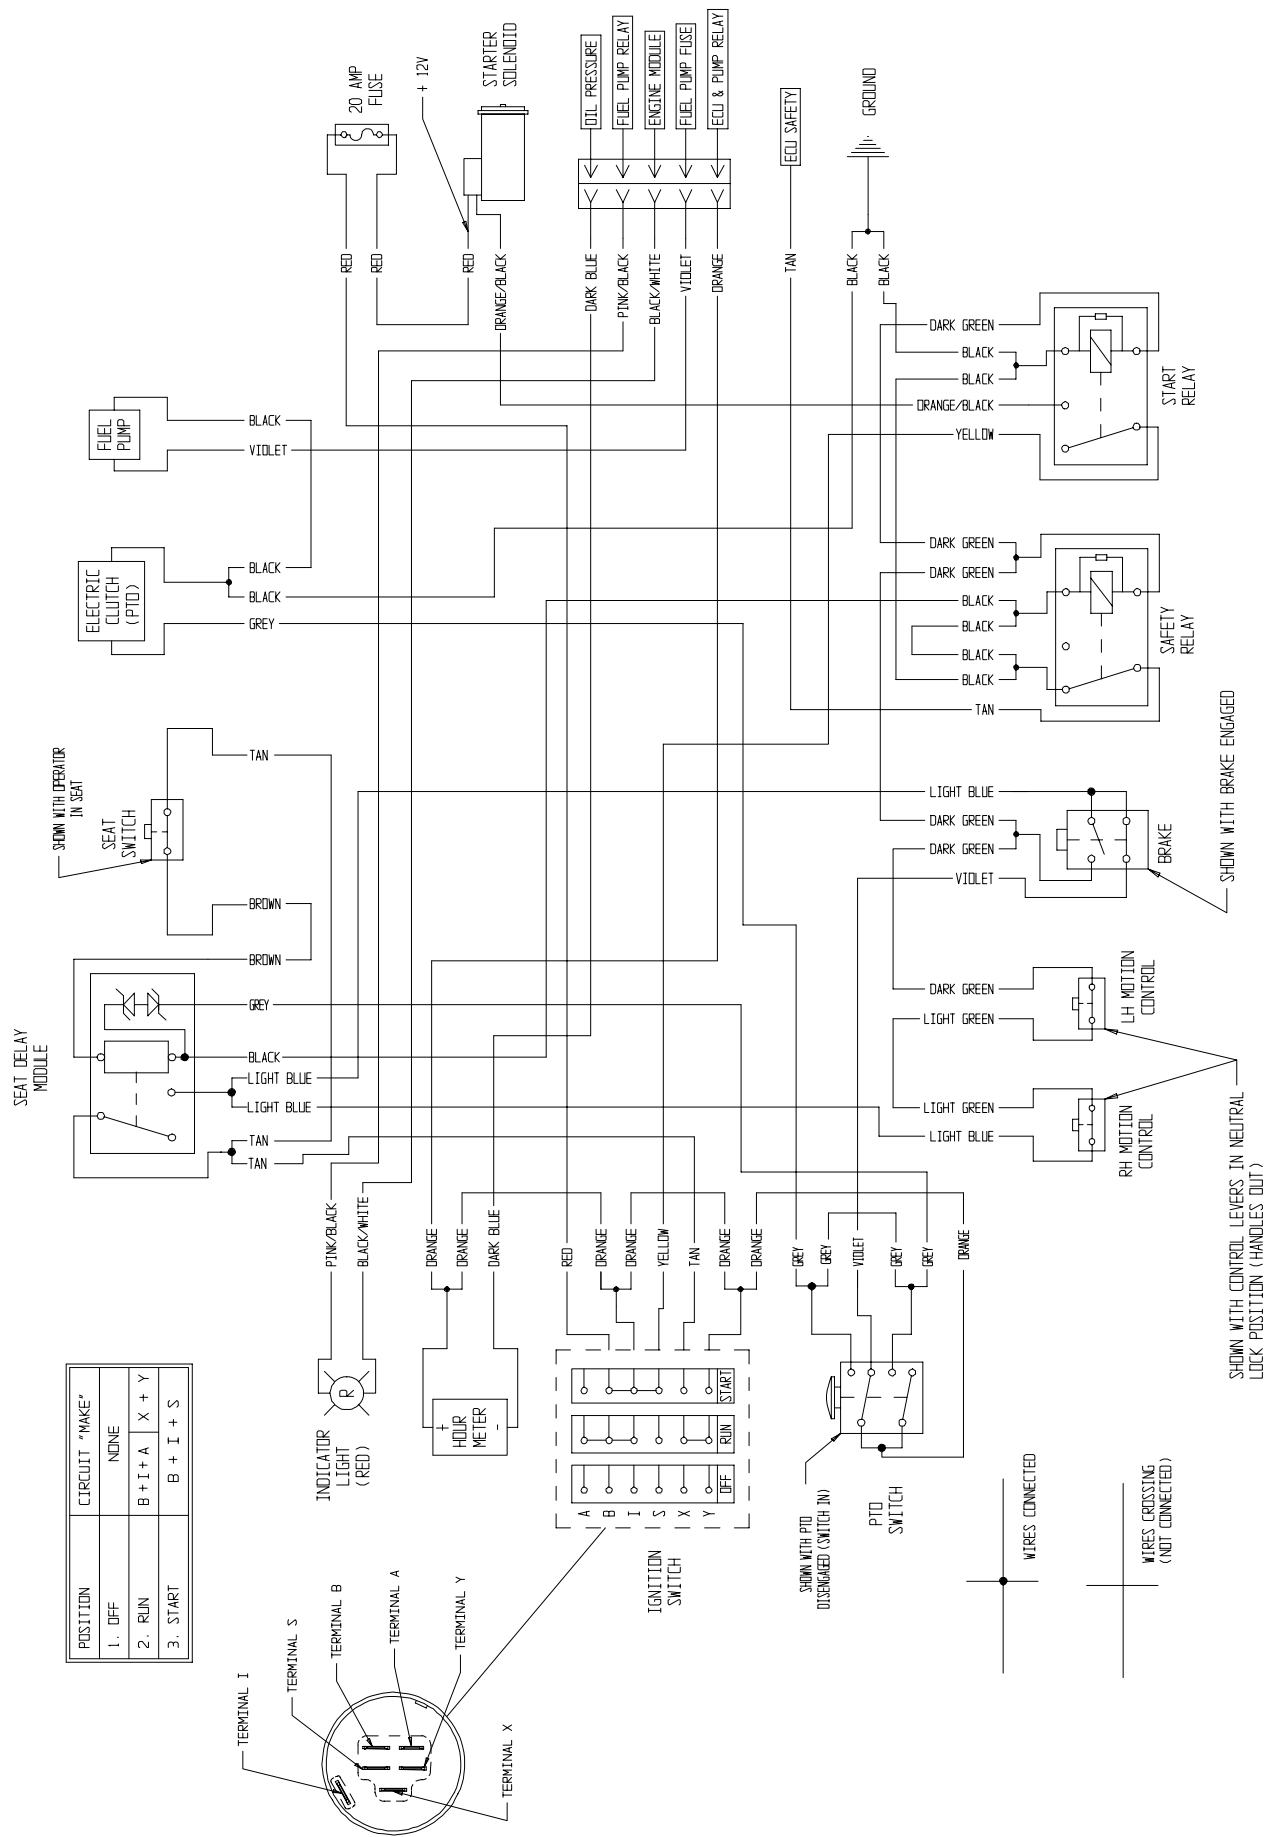 20 AMP
FUSE
+ 12V
STARTER
SOLENOID
OIL PRESSURE
FUEL PUMP RELAY
ENGINE MODULE
FUEL PUMP FUSE
ECU & PUMP RELAY
ECU SAFETY
GROUND
RED
RED
RED
ORANGE/BLACK
DARK BLUE
PINK/BLACK
BLACK/WHITE
VIOLET
ORANGE
TAN
BLACK
BLACK
DARK GREEN
BLACK
BLACK
ORANGE/BLACK
YELLOW
START
RELAY
FUEL
PUMP
BLACK
VIOLET
ELECTRIC
CLUTCH
(PTO)
BLACK
BLACK
GREY
DARK GREEN
DARK GREEN
BLACK
BLACK
BLACK
BLACK
TAN
SAFETY
RELAY
SHOWN WITH OPERATOR
IN SEAT
SEAT
SWITCH
TAN
BROWN
LIGHT BLUE
DARK GREEN
DARK GREEN
VIOLET
BRAKE
SHOWN WITH BRAKE ENGAGED
SEAT DELAY
MODULE
BROWN
GREY
BLACK
LIGHT BLUE
LIGHT BLUE
TAN
TAN
DARK GREEN
LIGHT GREEN
LH MOTION
CONTROL
LIGHT GREEN
LIGHT BLUE
RH MOTION
CONTROL
SHOWN WITH CONTROL LEVERS IN NEUTRAL
LOCK POSITION (HANDLES OUT)
PINK/BLACK
BLACK/WHITE
ORANGE
ORANGE
DARK BLUE
RED
ORANGE
ORANGE
YELLOW
TAN
ORANGE
ORANGE
GREY
GREY
VIOLET
GREY
GREY
ORANGE
POSITION CIRCUIT "MAKE"
1. OFF NONE
2. RUN B + I + A X + Y
3. START B + I + S
R
INDICATOR
LIGHT
(RED)
+ -
HOUR
METER
START
RUN
OFF
A
B
I
S
X
Y
IGNITION
SWITCH
SHOWN WITH PTO
DISENGAGED (SWITCH IN)
PTO
SWITCH
WIRES CONNECTED
WIRES CROSSING
(NOT CONNECTED)
TERMINAL I
TERMINAL S
TERMINAL B
TERMINAL A
TERMINAL Y
TERMINAL X